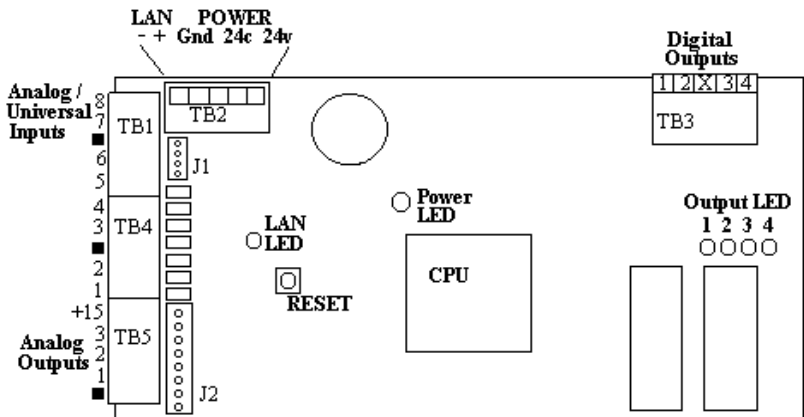 LAN POWER
- + Gnd 24c 24v
Digital
Outputs
1 2 X 3 4
TB3
Analog /
Universal
Inputs
8
7
6
5
4
3
2
1
TB1
TB2
J1
TB4
Power
LED
LAN
LED
RESET
CPU
Output LED
1 2 3 4
+15
3
2
1
Analog
Outputs
TB5
J2